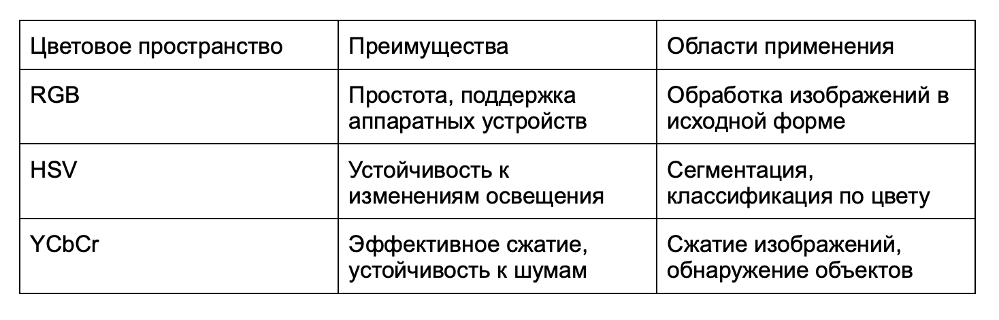 Цветовое пространство
Преимущества
Области применения
RGB
Простота, поддержка
аппаратных устройств
Обработка изображений в
исходной форме
HSV
Устойчивость к
изменениям освещения
Сегментация,
классификация по цвету
YCbCr
Эффективное сжатие,
устойчивость к шумам
Сжатие изображений,
обнаружение объектов